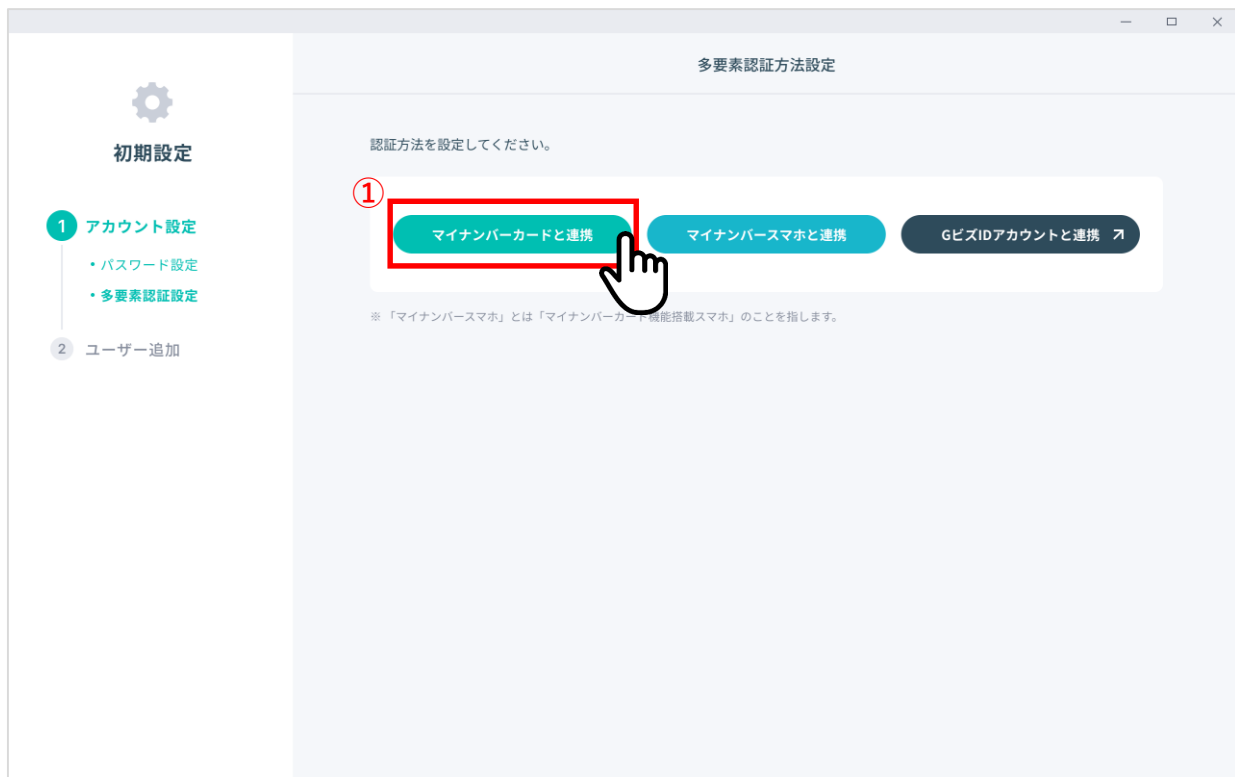 多要素認証方法設定
初期設定
1 アカウント設定
・パスワード設定
・多要素認証設定
2 ユーザー追加
認証方法を設定してください。
①
マイナンバーカードと連携
マイナンバースマホと連携
GビズIDアカウントと連携
※「マイナンバースマホ」とは「マイナンバーカード機能搭載スマホ」のことを指します。